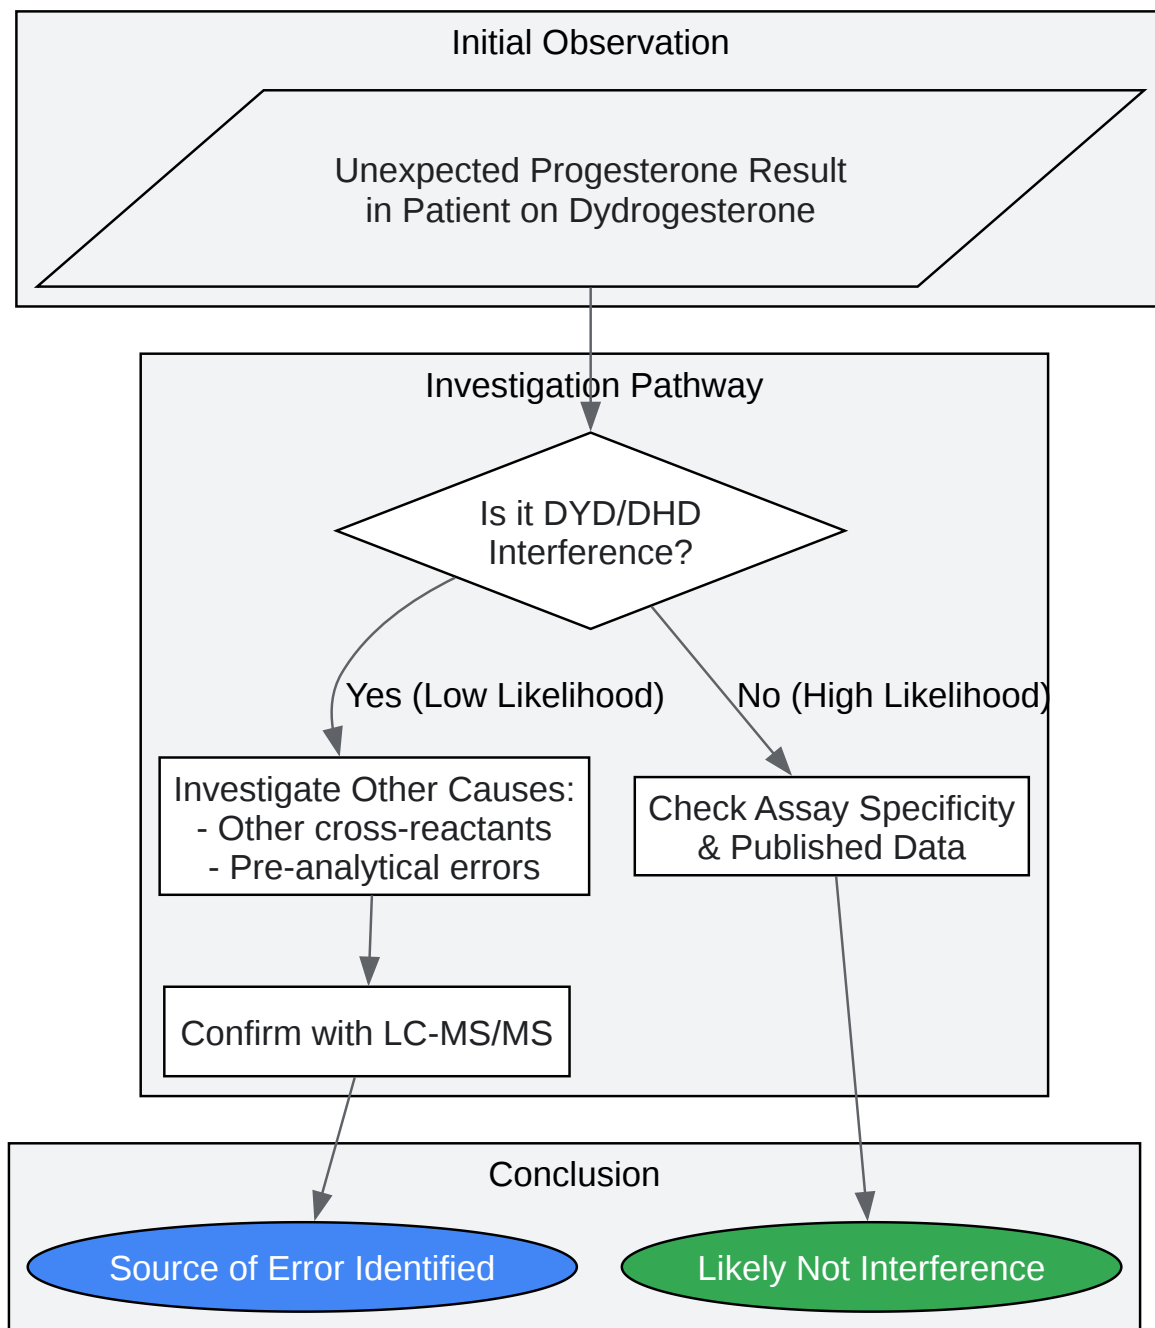 Initial Observation
Unexpected Progesterone Result
in Patient on Dydrogesterone
Investigation Pathway
Is it DYD/DHD
Interference?
Yes (Low Likelihood)
No (High Likelihood)
Investigate Other Causes:
- Other cross-reactants
- Pre-analytical errors
Check Assay Specificity
& Published Data
Confirm with LC-MS/MS
Conclusion
Source of Error Identified
Likely Not Interference